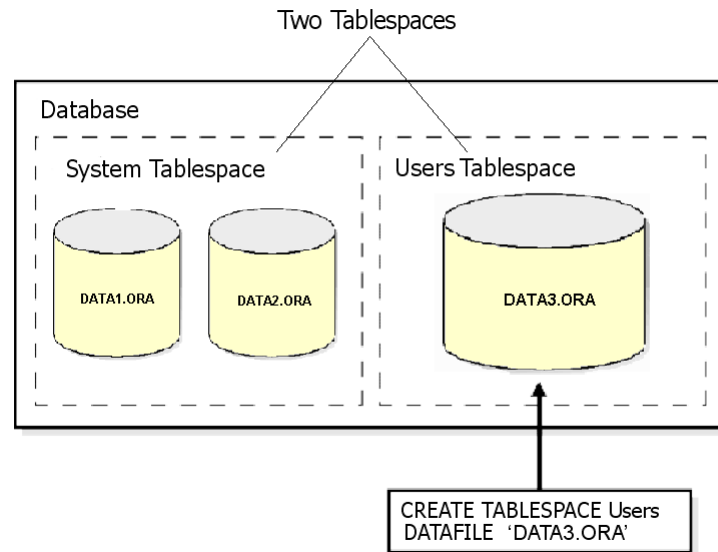 Two Tablespaces
Database
System Tablespace
Users Tablespace
DATA1.ORA
DATA2.ORA
DATA3.ORA
CREATE TABLESPACE Users
DATAFILE ‘DATA3.ORA’